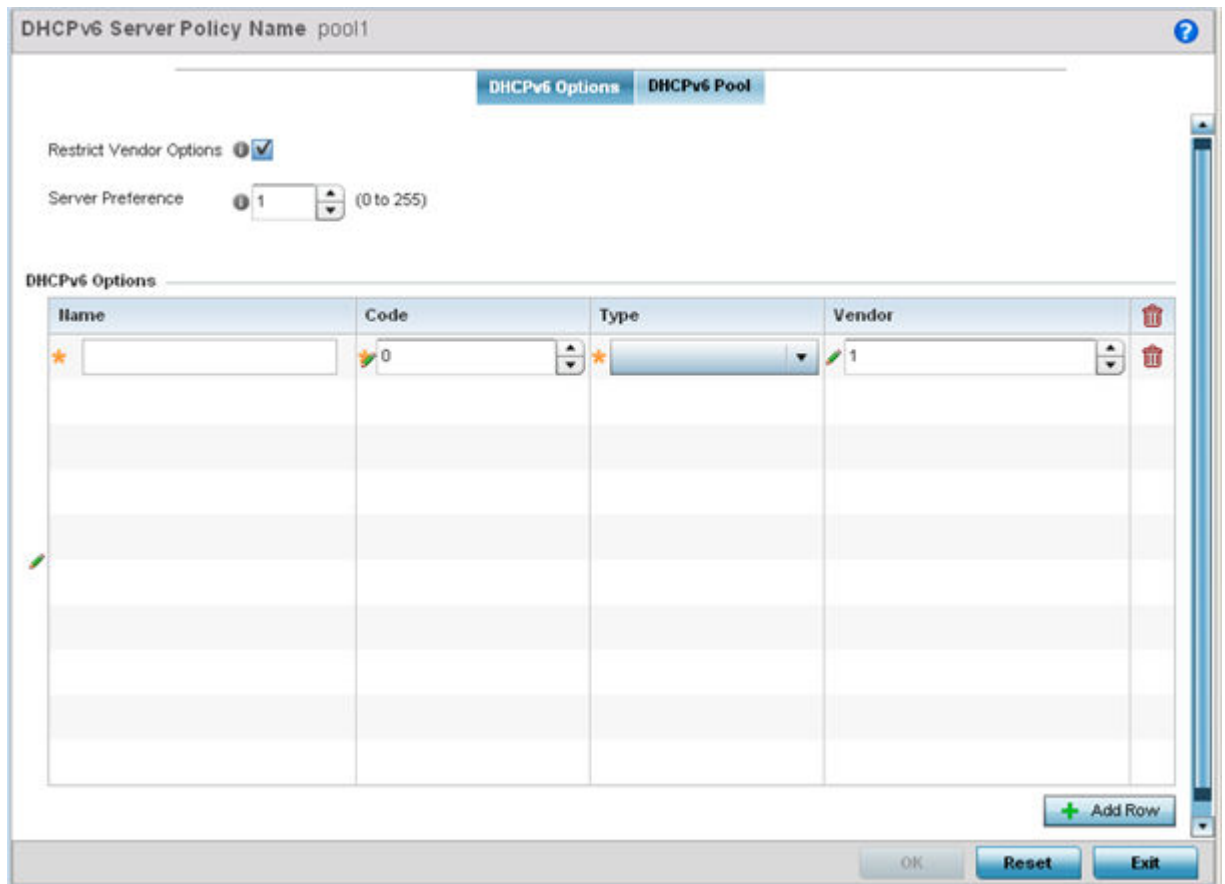 DHCPv6 Server Policy Name pool1
?
DHCPv6 Options DHCPv6 Pool
Restrict Vendor Options
Server Preference 1 (0 to 255)
DHCPv6 Options
Name Code Type Vendor
* 0 * 1
+ Add Row
OK Reset Exit